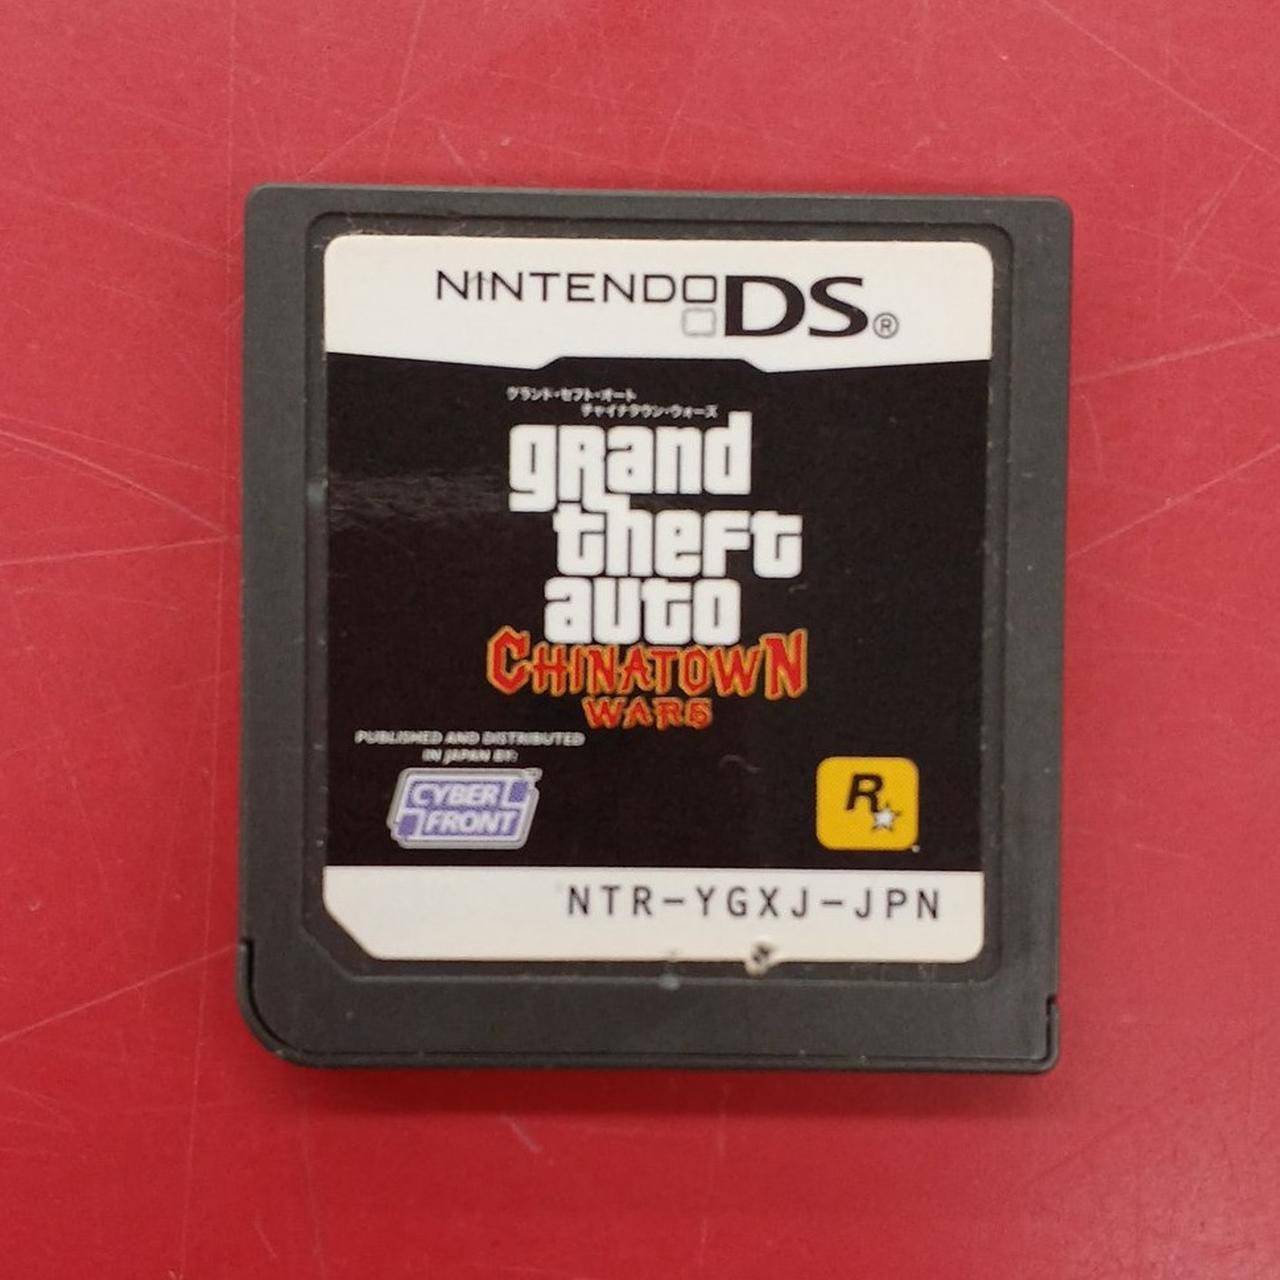 NINTENDO DS®
グランド・セフト・オート
チャイナタウン・ウォーズ
grand
theft
auto
CHINATOWN
WARS
PUBLISHED AND DISTRIBUTED
IN JAPAN BY:
CYBER
FRONT
R
NTR-YGXJ-JPN